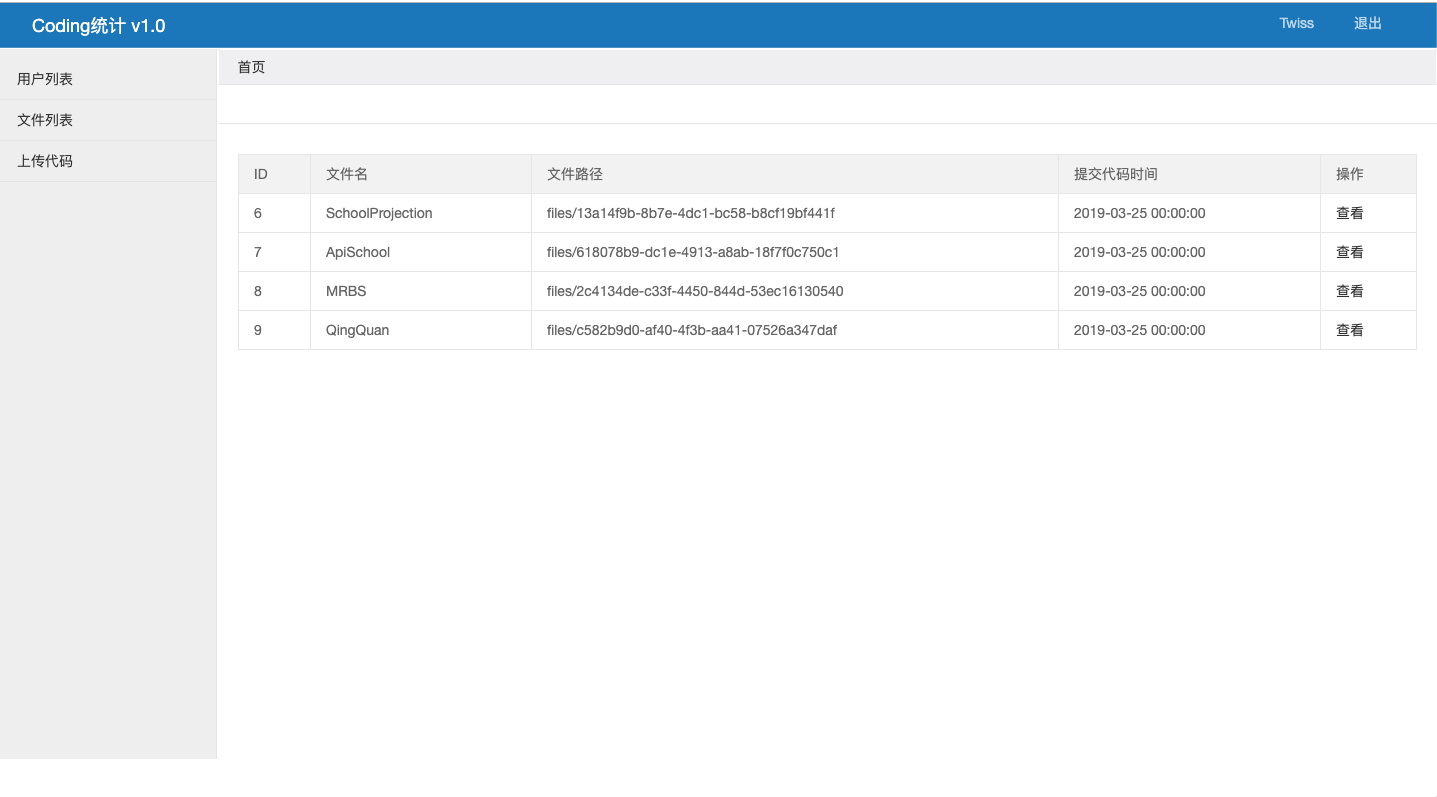 Coding统计 v1.0
Twiss 退出
用户列表
文件列表
上传代码
首页
ID 文件名 文件路径 提交代码时间 操作
6 SchoolProjection files/13a14f9b-8b7e-4dc1-bc58-b8cf19bf441f 2019-03-25 00:00:00 查看
7 ApiSchool files/618078b9-dc1e-4913-a8ab-18f7f0c750c1 2019-03-25 00:00:00 查看
8 MRBS files/2c4134de-c33f-4450-844d-53ec16130540 2019-03-25 00:00:00 查看
9 QingQuan files/c582b9d0-af40-4f3b-aa41-07526a347daf 2019-03-25 00:00:00 查看